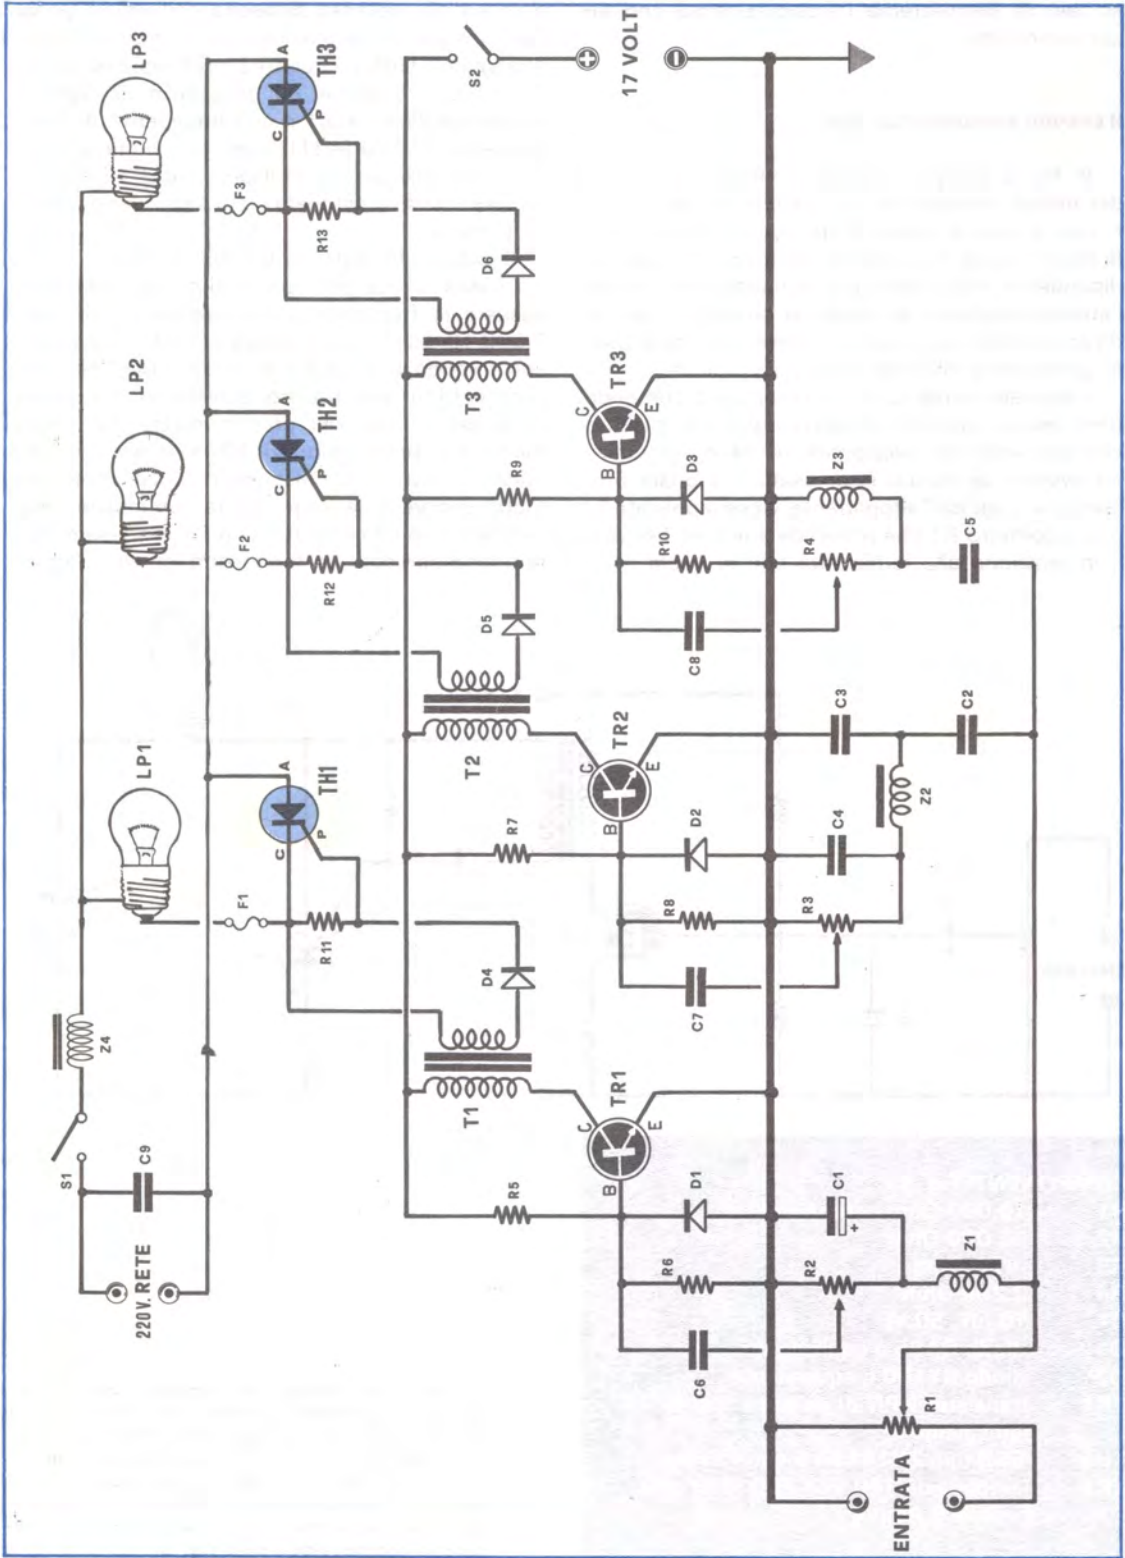 S1
Z4
220V. RETE
C9
LP1
LP2
LP3
F1
F2
F3
C
A
C
A
C
A
P
P
P
TH1
TH2
TH3
R11
R12
R13
T1
D4
T2
D5
T3
D6
S2
R5
R7
R9
C
C
C
B
TR1
B
TR2
B
TR3
E
E
E
17 VOLT
C6
R6
D1
C7
R8
D2
C8
R10
D3
R2
C1
+
R3
C4
C3
R4
Z3
ENTRATA
R1
Z1
Z2
C2
C5